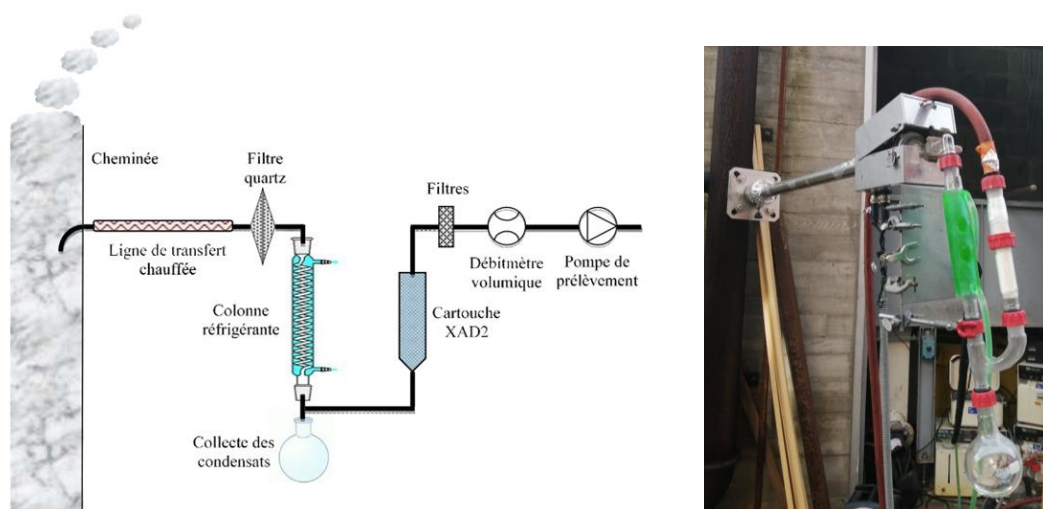 Cheminée
Filtre
quartz
Ligne de transfert
chauffée
Colonne
réfrigérante
Collecte des
condensats
Filtres
Cartouche
XAD2
Débitmètre
volumique
Pompe de
prélèvement